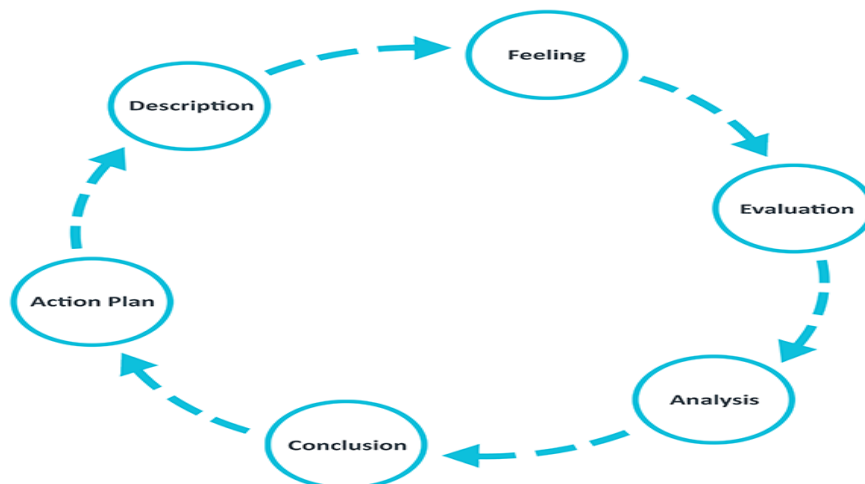 Feeling
Description
Evaluation
Action Plan
Analysis
Conclusion